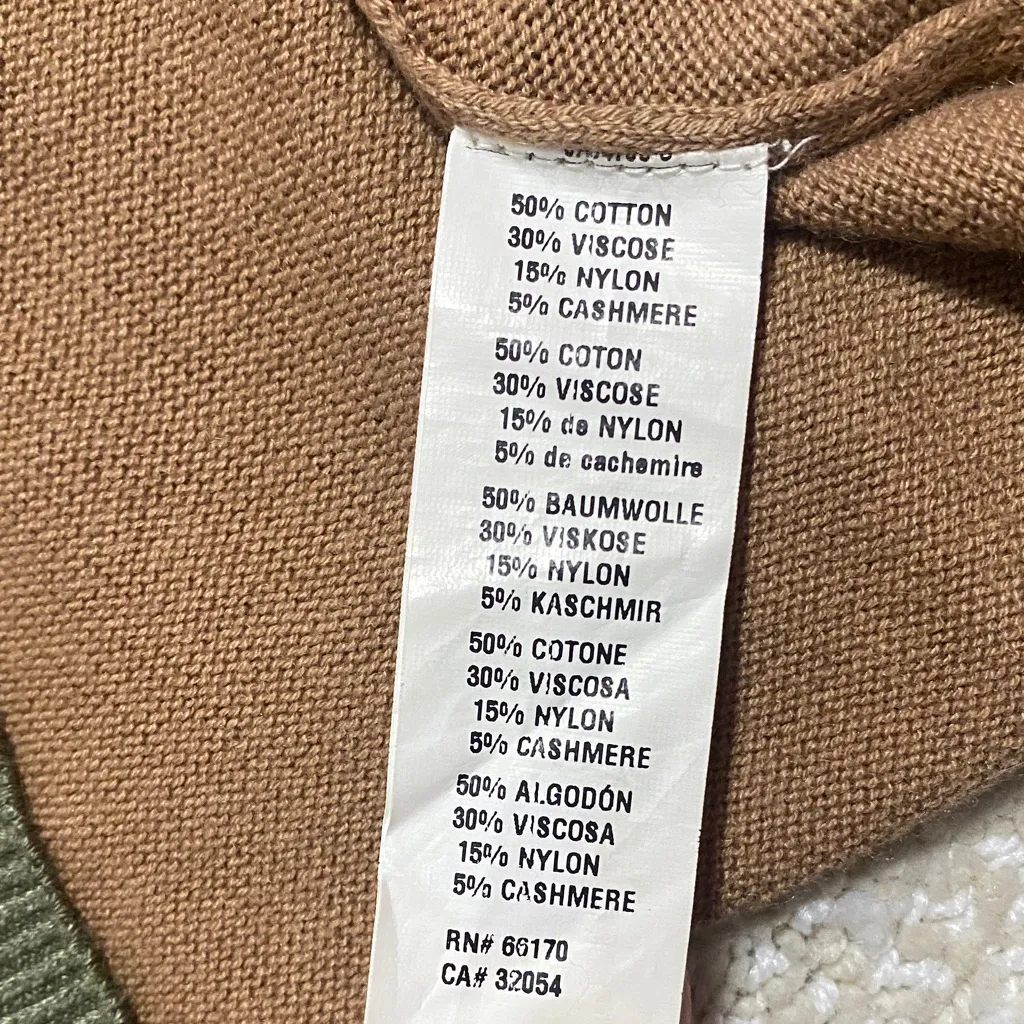 50% COTTON
30% VISCOSE
15% NYLON
5% CASHMERE
50% COTON
30% VISCOSE
15% de NYLON
5% de cachemire
50% BAUMWOLLE
30% VISKOSE
15% NYLON
5% KASCHMIR
50% COTONE
30% VISCOSA
15% NYLON
5% CASHMERE
50% ALGODÓN
30% VISCOSA
15% NYLON
5% CASHMERE
RN# 66170
CA# 32054